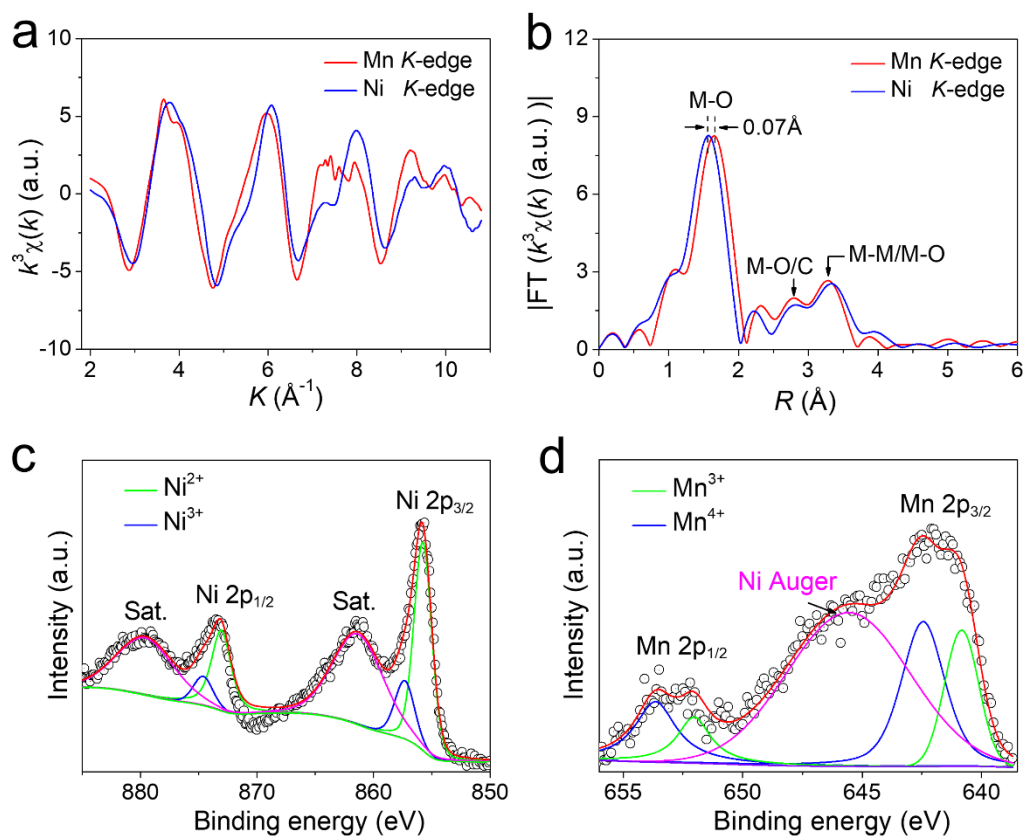 a
Mn K-edge
Ni K-edge
10
5
0
-5
-10
k³χ(k) (a.u.)
2
4
6
8
10
K (Å⁻¹)
b
Mn K-edge
Ni K-edge
M-O
0.07Å
M-O/C
M-M/M-O
12
9
6
3
0
|FT (k³χ(k) (a.u.) )|
0
1
2
3
4
5
6
R (Å)
c
Ni²⁺
Ni³⁺
Ni 2p₃/₂
Ni 2p₁/₂
Sat.
Sat.
Intensity (a.u.)
880
870
860
850
Binding energy (eV)
d
Mn³⁺
Mn⁴⁺
Mn 2p₃/₂
Ni Auger
Mn 2p₁/₂
Intensity (a.u.)
655
650
645
640
Binding energy (eV)